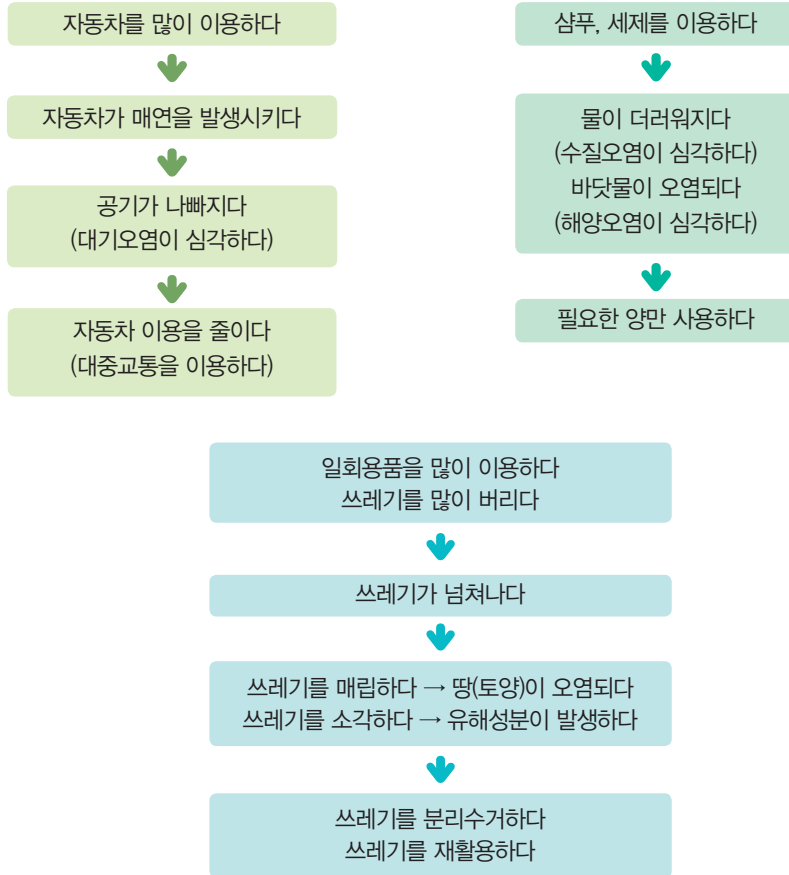 자동차를 많이 이용하다
자동차가 매연을 발생시키다
공기가 나빠지다
(대기오염이 심각하다)
자동차 이용을 줄이다
(대중교통을 이용하다)
샴푸, 세제를 이용하다
물이 더러워지다
(수질오염이 심각하다)
바닷물이 오염되다
(해양오염이 심각하다)
필요한 양만 사용하다
일회용품을 많이 이용하다
쓰레기를 많이 버리다
쓰레기가 넘쳐나다
쓰레기를 매립하다 → 땅(토양)이 오염되다
쓰레기를 소각하다 → 유해성분이 발생하다
쓰레기를 분리수거하다
쓰레기를 재활용하다